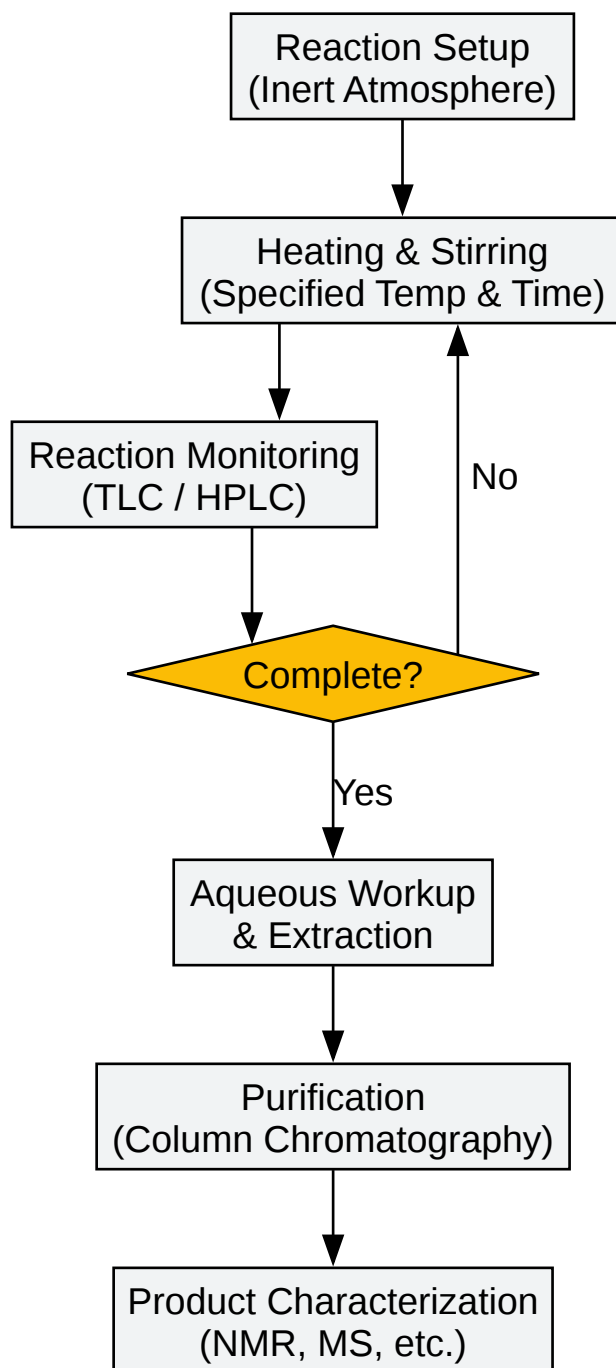 Reaction Setup
(Inert Atmosphere)
Heating & Stirring
(Specified Temp & Time)
Reaction Monitoring
(TLC / HPLC)
No
Complete?
Yes
Aqueous Workup
& Extraction
Purification
(Column Chromatography)
Product Characterization
(NMR, MS, etc.)